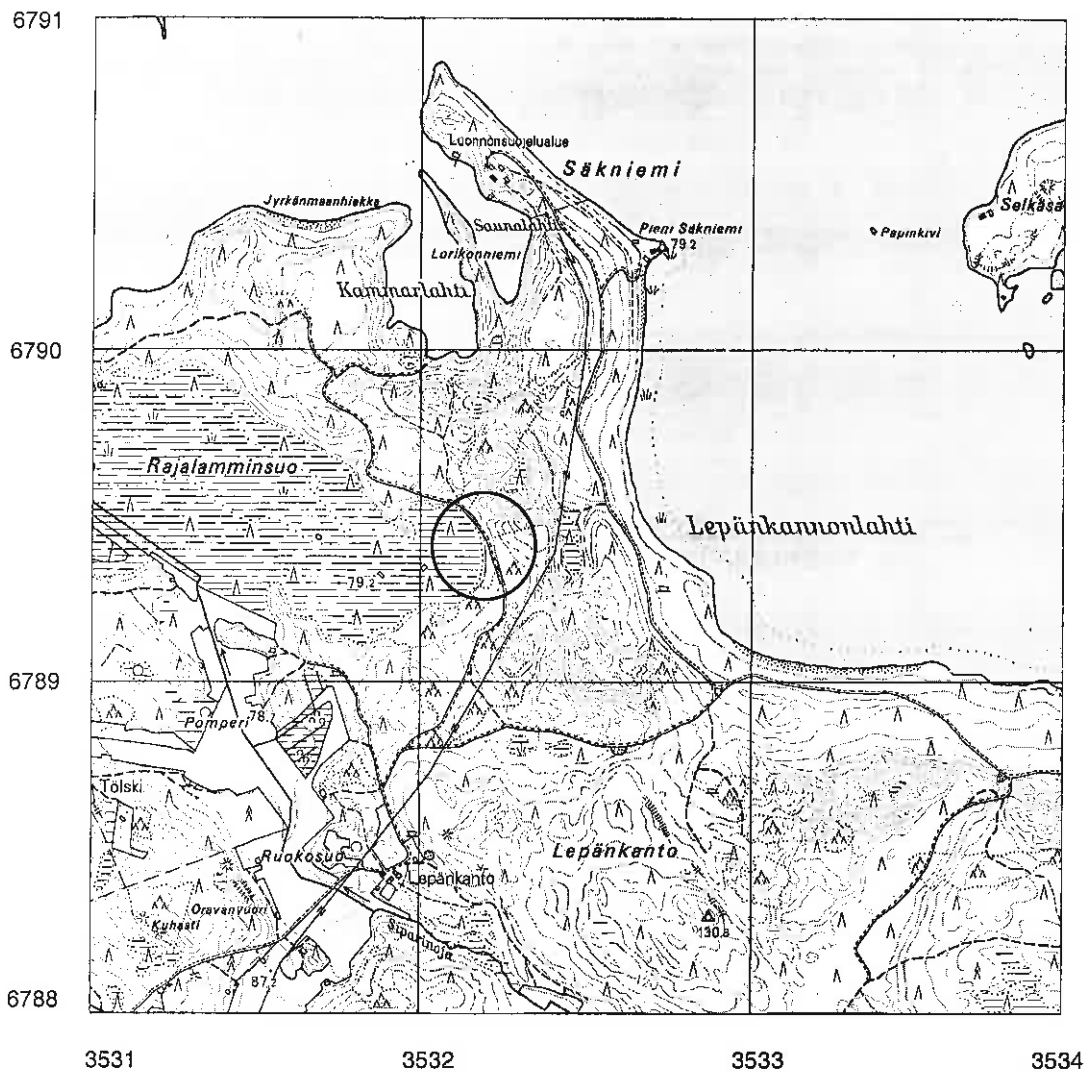 6791
Luonnonsuojelualue
Säkniemi
Jyrkänmaanhiekka
Saunalahti
Pieni Säkniemi
79.2
Papinkivi
Selkäsa
Lorikonniemi
Kammarlahti
6790
Rajalamminsuo
Lepänkannonlahti
79.2
6789
Pomperi
78.7
Tölski
Ruokosuo
Lepänkanto
Lepänkanto
Oravanvuori
Kuhasti
Siparinoja
130.8
87.2
6788
3531
3532
3533
3534